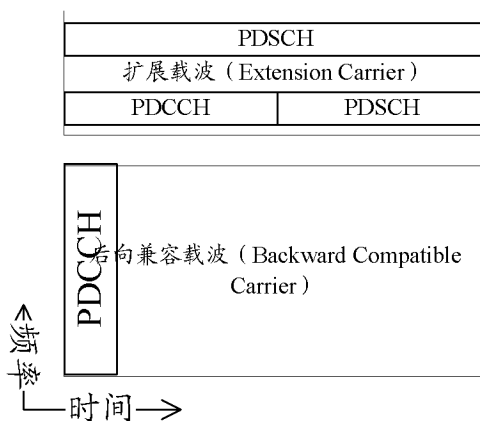 PDSCH
扩展载波（Extension Carrier）
PDCCH PDSCH
PDCCH
后向兼容载波（Backward Compatible
Carrier）
频率
时间